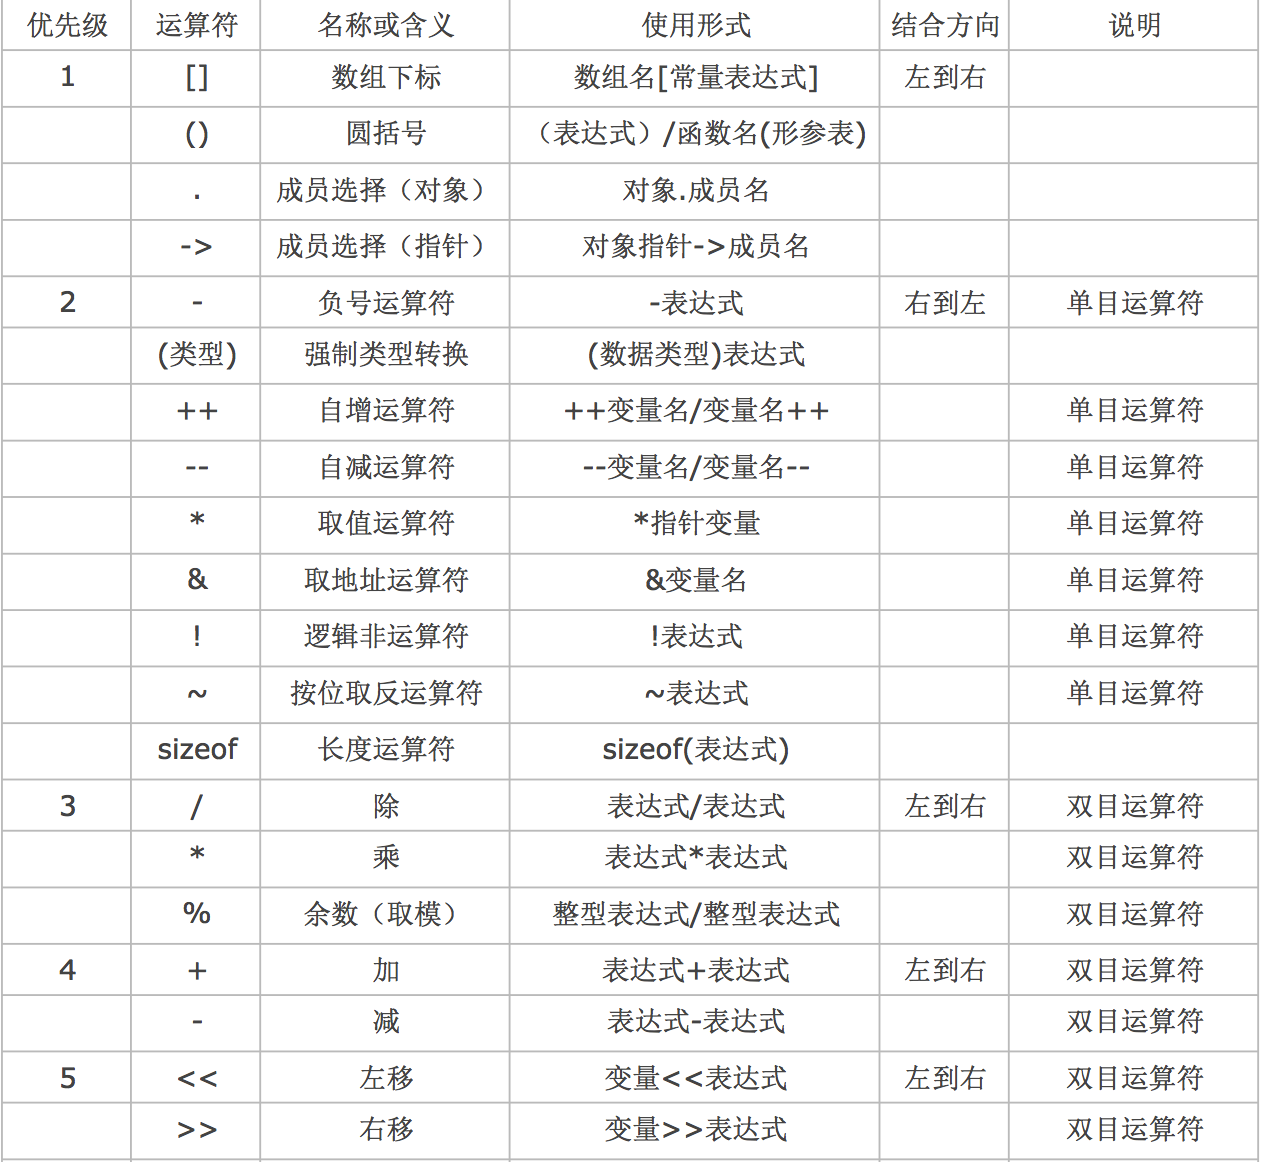 优先级 运算符 名称或含义 使用形式 结合方向 说明
1 [] 数组下标 数组名[常量表达式] 左到右
() 圆括号 （表达式）/函数名(形参表)
. 成员选择（对象） 对象.成员名
-> 成员选择（指针） 对象指针->成员名
2 - 负号运算符 -表达式 右到左 单目运算符
(类型) 强制类型转换 (数据类型)表达式
++ 自增运算符 ++变量名/变量名++ 单目运算符
-- 自减运算符 --变量名/变量名-- 单目运算符
* 取值运算符 *指针变量 单目运算符
& 取地址运算符 &变量名 单目运算符
! 逻辑非运算符 !表达式 单目运算符
~ 按位取反运算符 ~表达式 单目运算符
sizeof 长度运算符 sizeof(表达式)
3 / 除 表达式/表达式 左到右 双目运算符
* 乘 表达式*表达式 双目运算符
% 余数（取模） 整型表达式/整型表达式 双目运算符
4 + 加 表达式+表达式 左到右 双目运算符
- 减 表达式-表达式 双目运算符
5 << 左移 变量<<表达式 左到右 双目运算符
>> 右移 变量>>表达式 双目运算符